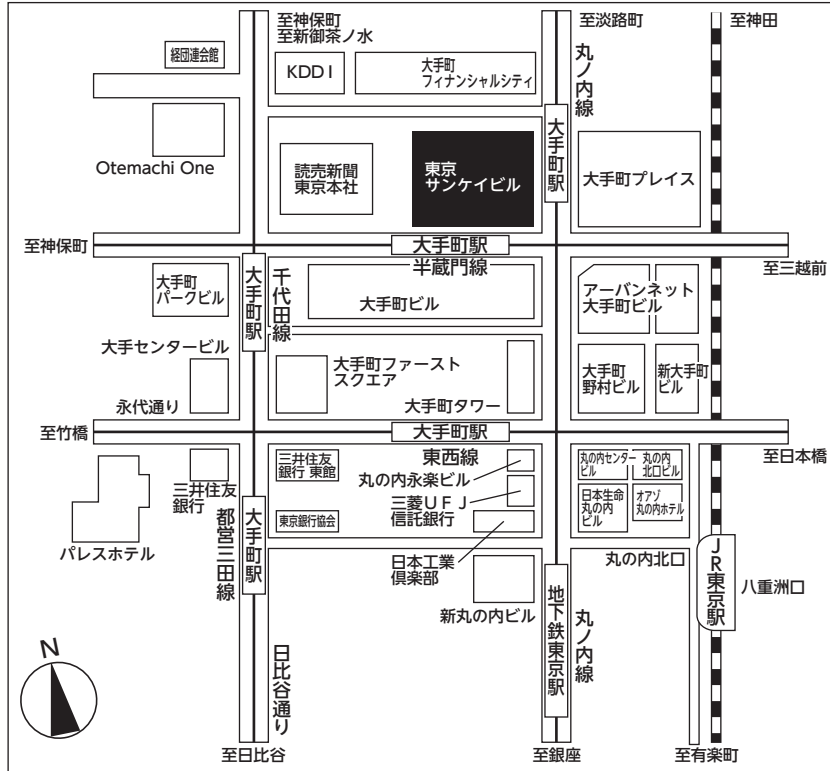 至神保町
至新御茶ノ水
至淡路町
至神田
経団連会館
KDDI
大手町
フィナンシャルシティ
丸ノ内線
大手町駅
Otemachi One
読売新聞
東京本社
東京
サンケイビル
大手町プレイス
至神保町
大手町駅
半蔵門線
至三越前
大手町
パークビル
大手町駅
千代田線
大手町ビル
アーバンネット
大手町ビル
大手センタービル
大手町ファースト
スクエア
大手町タワー
大手町
野村ビル
新大手町
ビル
永代通り
至竹橋
大手町駅
東西線
至日本橋
三井住友
銀行
三井住友
銀行 東館
丸の内永楽ビル
丸の内センター
ビル
丸の内
北口ビル
三菱UFJ
信託銀行
日本生命
丸の内
ビル
オアゾ
丸の内ホテル
パレスホテル
都営三田線
大手町駅
東京銀行協会
日本工業
倶楽部
丸の内北口
JR東京駅
八重洲口
新丸の内ビル
地下鉄東京駅
丸ノ内線
N
日比谷通り
至日比谷
至銀座
至有楽町